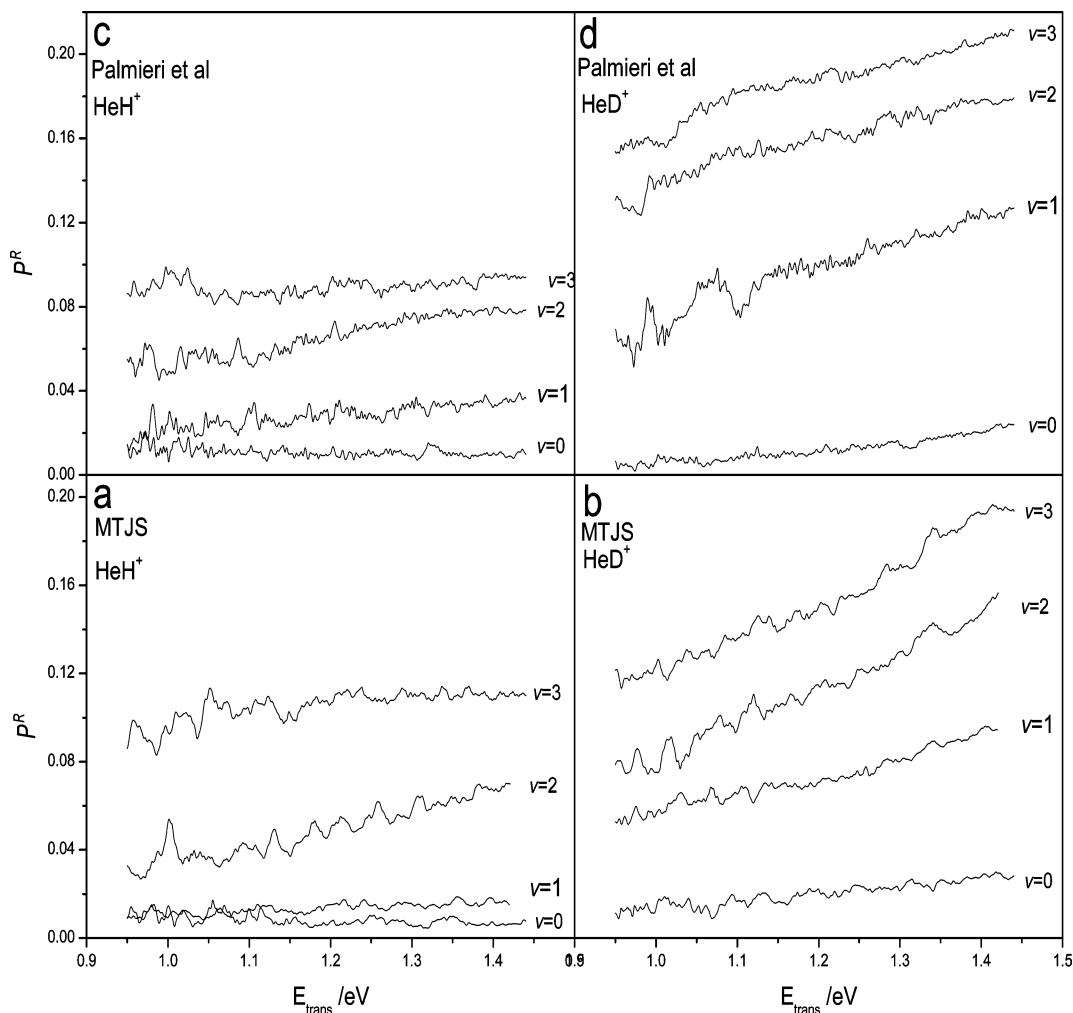 c
Palmieri et al
HeH⁺
0.20
0.16
0.12
0.08
0.04
0.00
Pᴿ
v=3
v=2
v=1
v=0
d
Palmieri et al
HeD⁺
v=3
v=2
v=1
v=0
a
MTJS
HeH⁺
0.20
0.16
0.12
0.08
0.04
0.00
Pᴿ
v=3
v=2
v=1
v=0
0.9
1.0
1.1
1.2
1.3
1.4
E_trans /eV
b
MTJS
HeD⁺
v=3
v=2
v=1
v=0
1.0
1.1
1.2
1.3
1.4
1.5
E_trans /eV